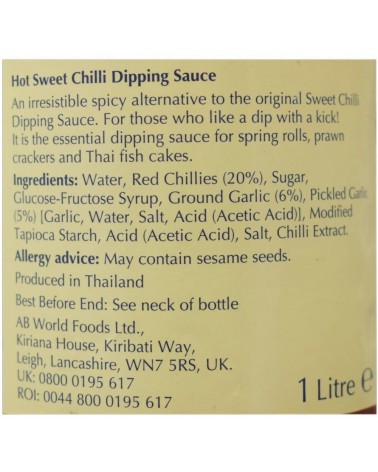 Hot Sweet Chilli Dipping Sauce
An irresistible spicy alternative to the original Sweet Chilli
Dipping Sauce. For those who like a dip with a kick!
It is the essential dipping sauce for spring rolls, prawn
crackers and Thai fish cakes.
Ingredients: Water, Red Chillies (20%), Sugar,
Glucose-Fructose Syrup, Ground Garlic (6%), Pickled Garlic
(5%) [Garlic, Water, Salt, Acid (Acetic Acid)], Modified
Tapioca Starch, Acid (Acetic Acid), Salt, Chilli Extract.
Allergy advice: May contain sesame seeds.
Produced in Thailand
Best Before End: See neck of bottle
AB World Foods Ltd.,
Kiriana House, Kiribati Way,
Leigh, Lancashire, WN7 5RS, UK.
UK: 0800 0195 617
ROI: 0044 800 0195 617
1 Litre e